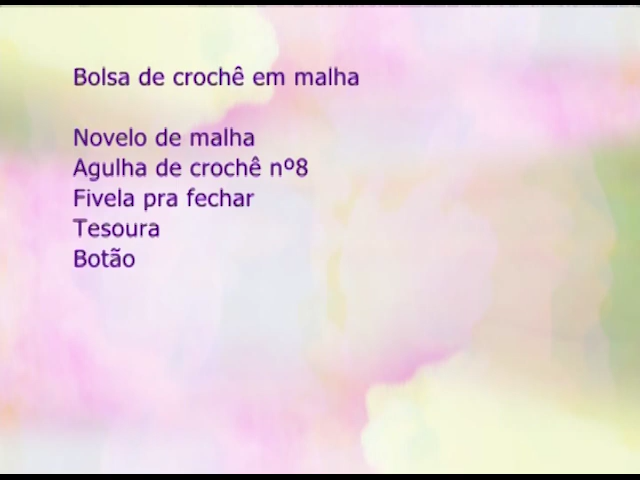 Bolsa de crochê em malha
Novelo de malha
Agulha de crochê nº8
Fivela pra fechar
Tesoura
Botão